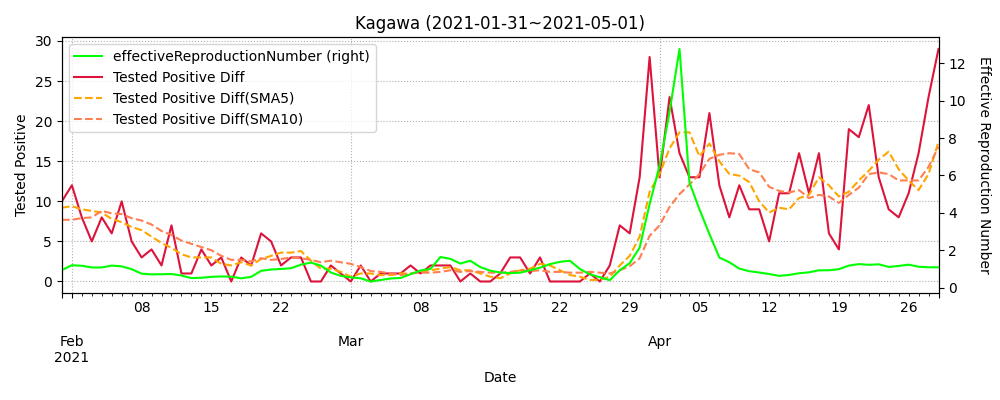 Kagawa (2021-01-31~2021-05-01)
effectiveReproductionNumber (right)
Tested Positive Diff
Tested Positive Diff(SMA5)
Tested Positive Diff(SMA10)
Tested Positive
30
25
20
15
10
5
0
Effective Reproduction Number
12
10
8
6
4
2
0
08
15
22
08
15
22
29
05
12
19
26
Feb
2021
Mar
Apr
Date